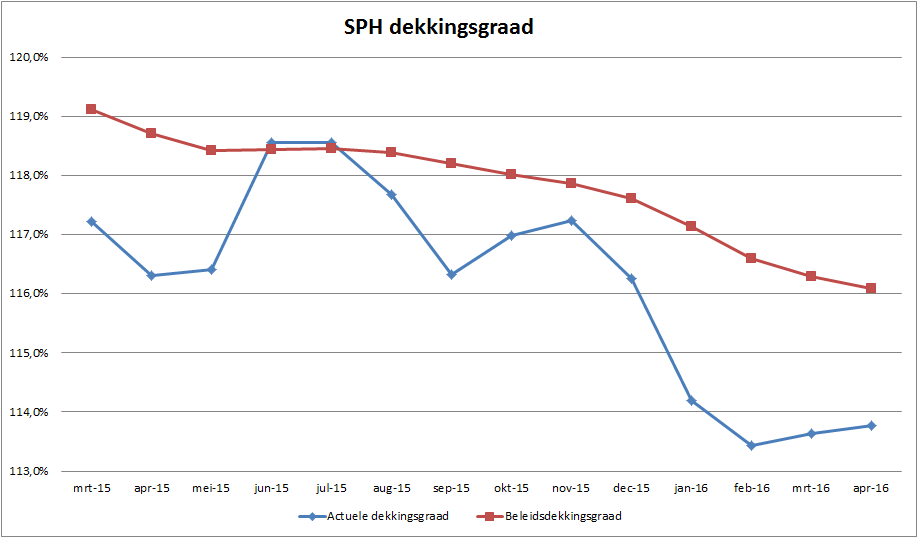 SPH dekkingsgraad
120,0%
119,0%
118,0%
117,0%
116,0%
115,0%
114,0%
113,0%
mrt-15 apr-15 mei-15 jun-15 jul-15 aug-15 sep-15 okt-15 nov-15 dec-15 jan-16 feb-16 mrt-16 apr-16
Actuele dekkingsgraad Beleidsdekkingsgraad